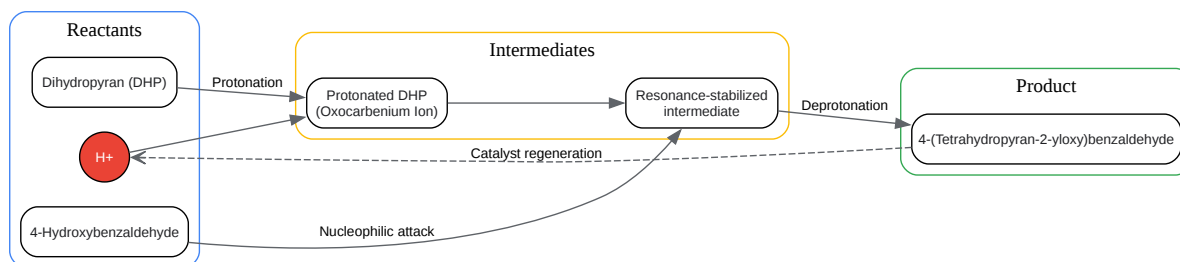 Reactants
Intermediates
Product
Dihydropyran (DHP)
Protonation
Protonated DHP
(Oxocarbenium Ion)
Resonance-stabilized
intermediate
Deprotonation
4-(Tetrahydropyran-2-yloxy)benzaldehyde
H+
Catalyst regeneration
4-Hydroxybenzaldehyde
Nucleophilic attack